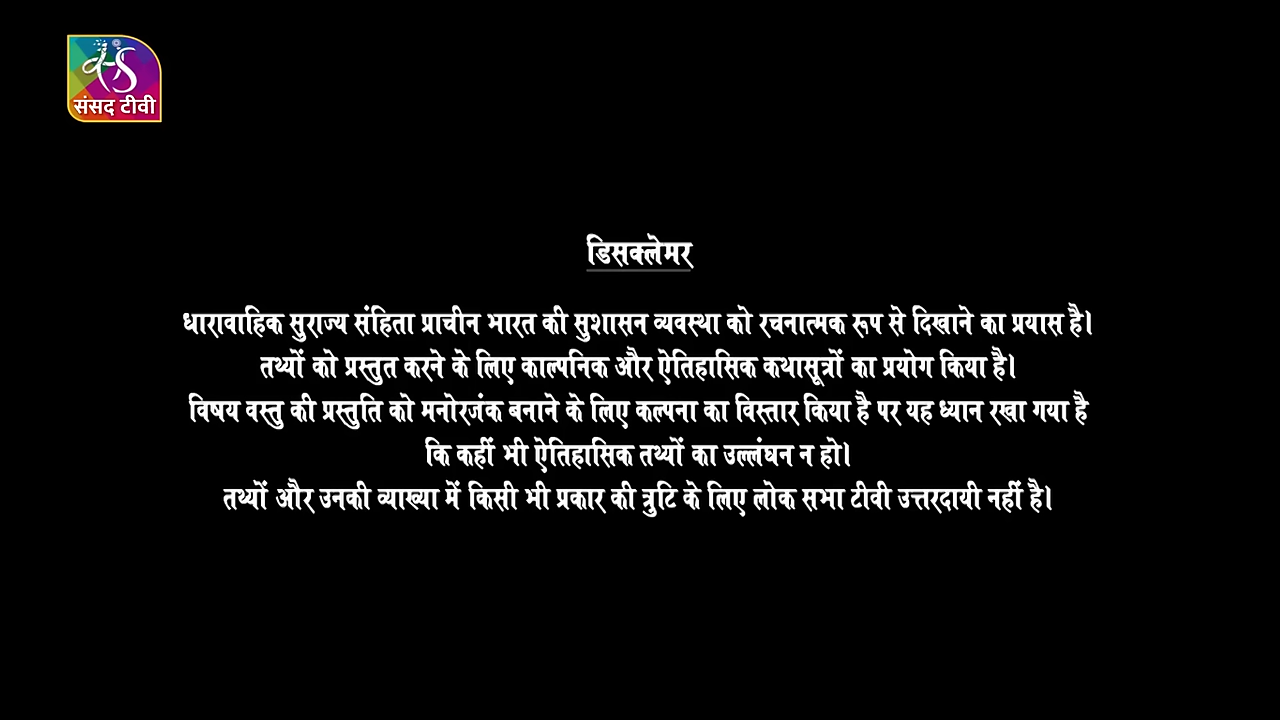 संसद टीवी
डिसक्लेमर
धारावाहिक सुराज्य संहिता प्राचीन भारत की सुशासन व्यवस्था को रचनात्मक रूप से दिखाने का प्रयास है।
तथ्यों को प्रस्तुत करने के लिए काल्पनिक और ऐतिहासिक कथासूत्रों का प्रयोग किया है।
विषय वस्तु की प्रस्तुति को मनोरजंक बनाने के लिए कल्पना का विस्तार किया है पर यह ध्यान रखा गया है
कि कहीं भी ऐतिहासिक तथ्यों का उल्लंघन न हो।
तथ्यों और उनकी व्याख्या में किसी भी प्रकार की त्रुटि के लिए लोक सभा टीवी उत्तरदायी नहीं है।